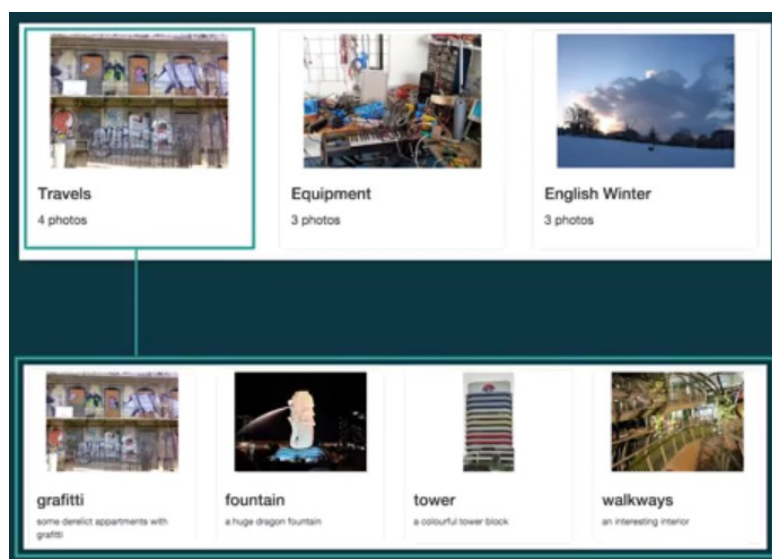 Travels
4 photos
Equipment
3 photos
English Winter
3 photos
grafitti
some derelict appartments with
grafitti
fountain
a huge dragon fountain
tower
a colourful tower block
walkways
an interesting interior